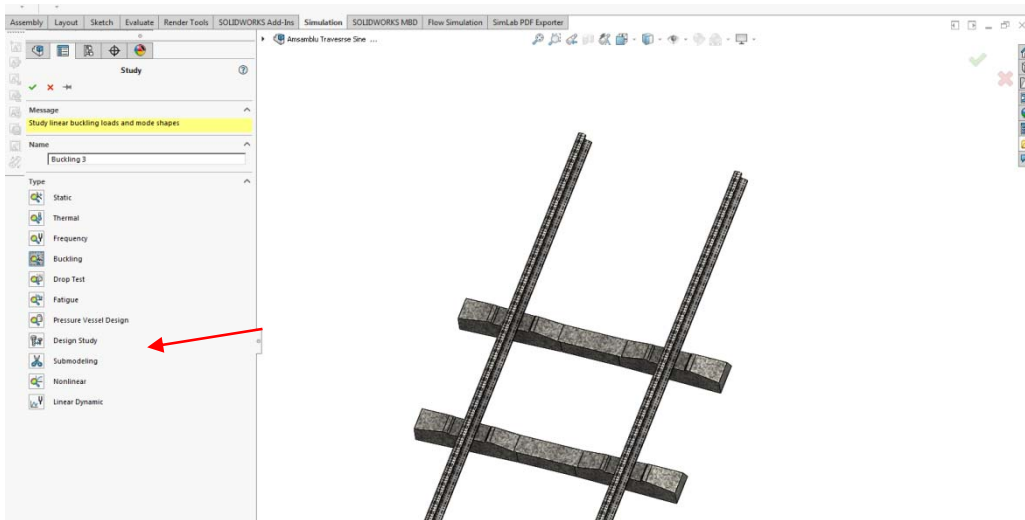 Assembly Layout Sketch Evaluate Render Tools SOLIDWORKS Add-Ins Simulation SOLIDWORKS MBD Flow Simulation SimLab PDF Exporter
Amsamblu Travesrse Sine ...
Study
Message
Study linear buckling loads and mode shapes
Name
Buckling 3
Type
Static
Thermal
Frequency
Buckling
Drop Test
Fatigue
Pressure Vessel Design
Design Study
Submodeling
Nonlinear
Linear Dynamic